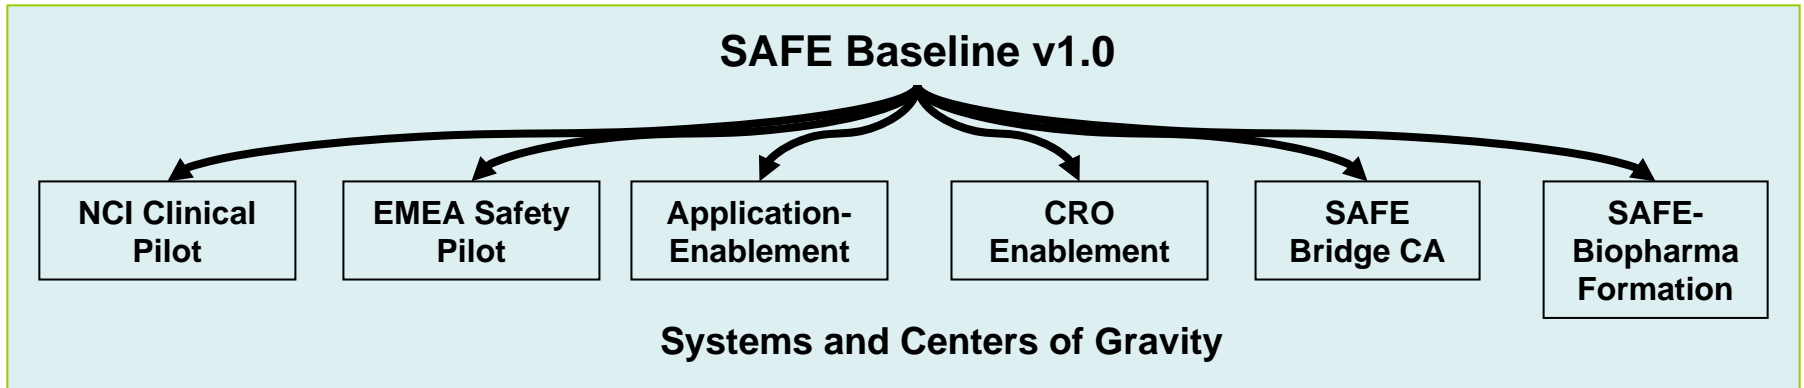 SAFE Baseline v1.0
NCI Clinical
Pilot
EMEA Safety
Pilot
Application-
Enablement
CRO
Enablement
SAFE
Bridge CA
SAFE-
Biopharma
Formation
Systems and Centers of Gravity